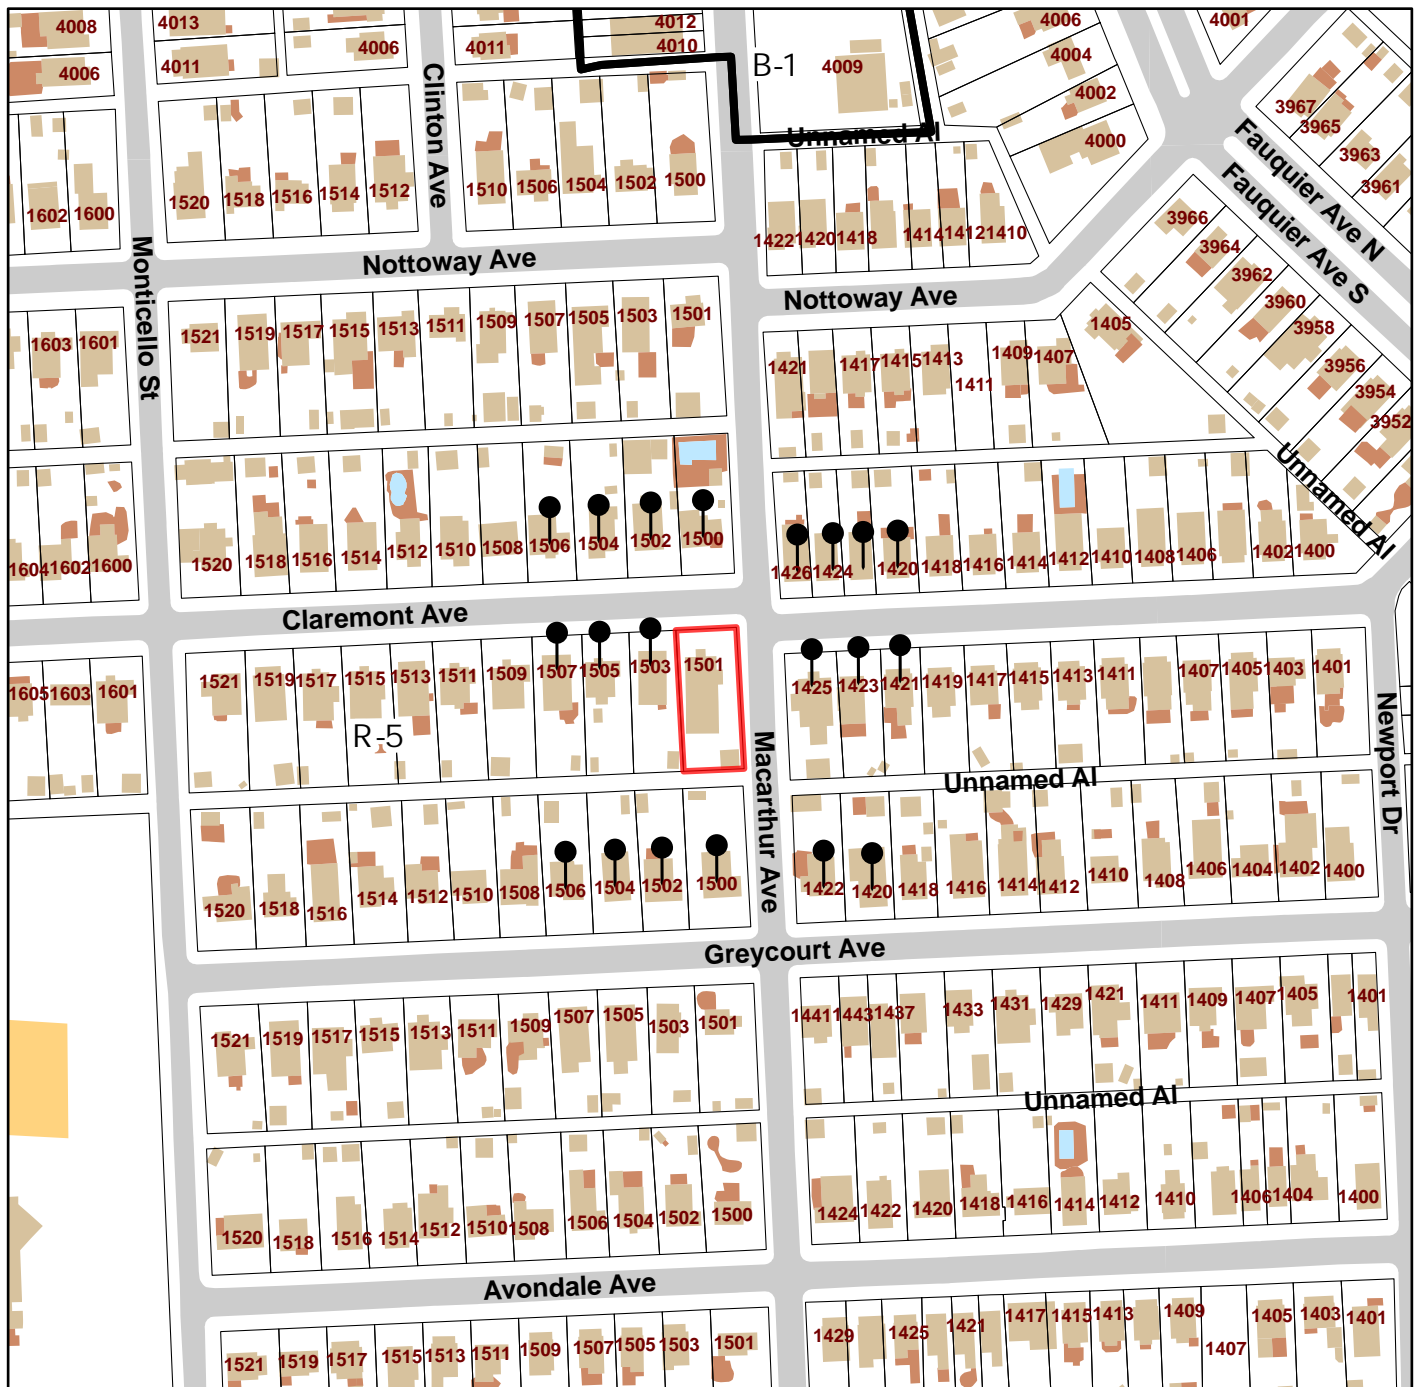 4008 4013 4006 4011 4012 4010 B-1 4009 4006 4004 4002 4000 4001
4006 4011
Clinton Ave
Unnamed Al
3967 3965 3963 3961
Fauquier Ave N
Fauquier Ave S
1602 1600 1520 1518 1516 1514 1512 1510 1506 1504 1502 1500
1422 1420 1418 1414 1412 1410
3966 3964 3962 3960 3958 3956 3954 3952
Monticello St
Nottoway Ave
Nottoway Ave
1603 1601 1521 1519 1517 1515 1513 1511 1509 1507 1505 1503 1501
1421 1417 1415 1413 1411 1409 1407 1405
Unnamed Al
1604 1602 1600 1520 1518 1516 1514 1512 1510 1508 1506 1504 1502 1500
1426 1424 1420 1418 1416 1414 1412 1410 1408 1406 1402 1400
Claremont Ave
1605 1603 1601 1521 1519 1517 1515 1513 1511 1509 1507 1505 1503 1501
1425 1423 1421 1419 1417 1415 1413 1411 1407 1405 1403 1401
R-5
Macarthur Ave
Newport Dr
Unnamed Al
1520 1518 1516 1514 1512 1510 1508 1506 1504 1502 1500
1422 1420 1418 1416 1414 1412 1410 1408 1406 1404 1402 1400
Greycourt Ave
1521 1519 1517 1515 1513 1511 1509 1507 1505 1503 1501
1441 1443 1437 1433 1431 1429 1421 1411 1409 1407 1405 1401
Unnamed Al
1520 1518 1516 1514 1512 1510 1508 1506 1504 1502 1500
1424 1422 1420 1418 1416 1414 1412 1410 1406 1404 1400
Avondale Ave
1521 1519 1517 1515 1513 1511 1509 1507 1505 1503 1501
1429 1425 1421 1417 1415 1413 1409 1407 1405 1403 1401